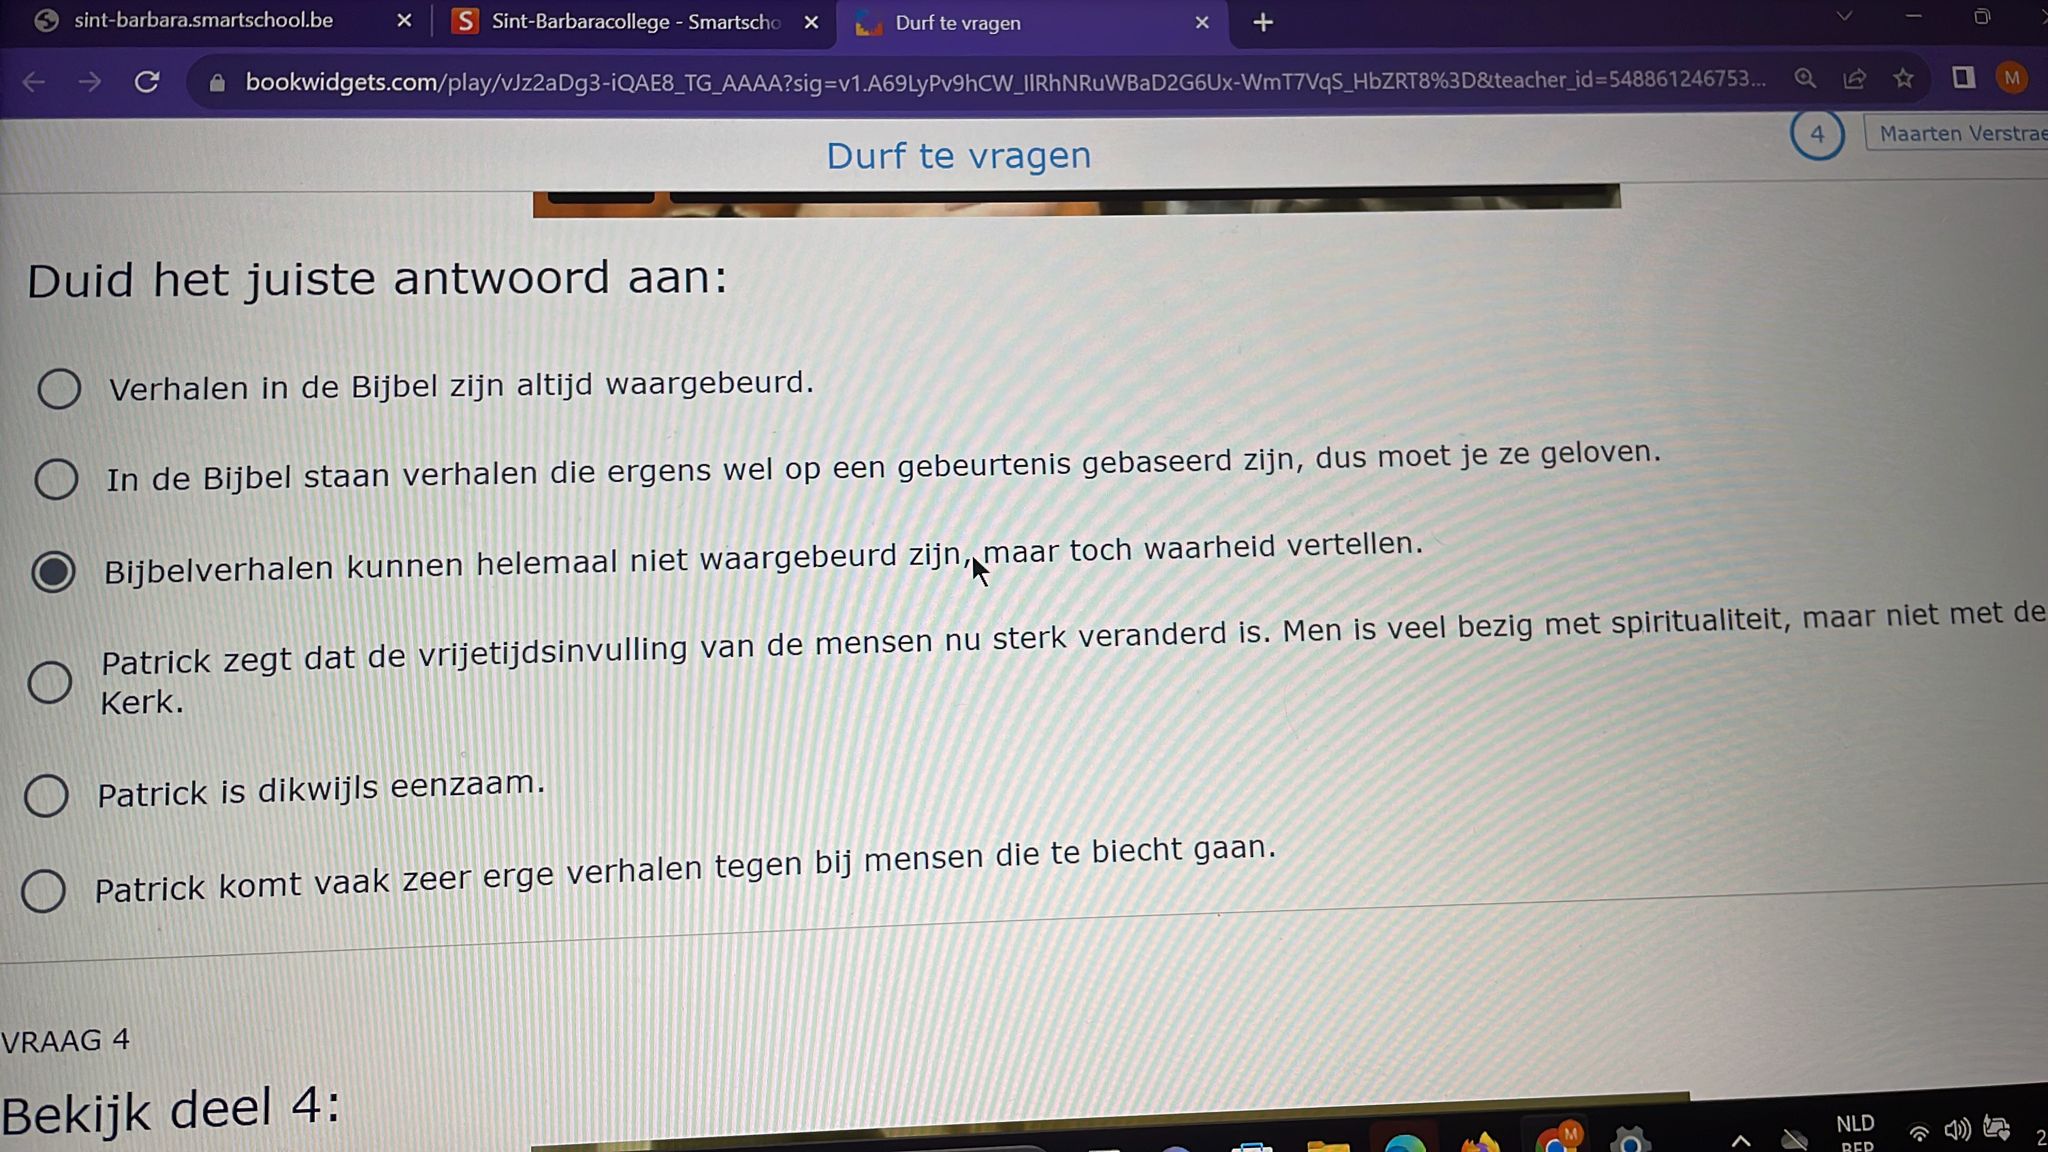 sint-barbara.smartschool.be
Sint-Barbaracollege - Smartscho
Durf te vragen
bookwidgets.com/play/vJz2aDg3-iQAE8_TG_AAAA?sig=v1.A69LyPv9hCW_IlRhNRuWBaD2G6Ux-WmT7VqS_HbZRT8%3D&teacher_id=548861246753...
M
Durf te vragen
4
Maarten Verstrae
Duid het juiste antwoord aan:
Verhalen in de Bijbel zijn altijd waargebeurd.
In de Bijbel staan verhalen die ergens wel op een gebeurtenis gebaseerd zijn, dus moet je ze geloven.
Bijbelverhalen kunnen helemaal niet waargebeurd zijn, maar toch waarheid vertellen.
Patrick zegt dat de vrijetijdsinvulling van de mensen nu sterk veranderd is. Men is veel bezig met spiritualiteit, maar niet met de
Kerk.
Patrick is dikwijls eenzaam.
Patrick komt vaak zeer erge verhalen tegen bij mensen die te biecht gaan.
VRAAG 4
Bekijk deel 4:
M
NLD
BEP
2